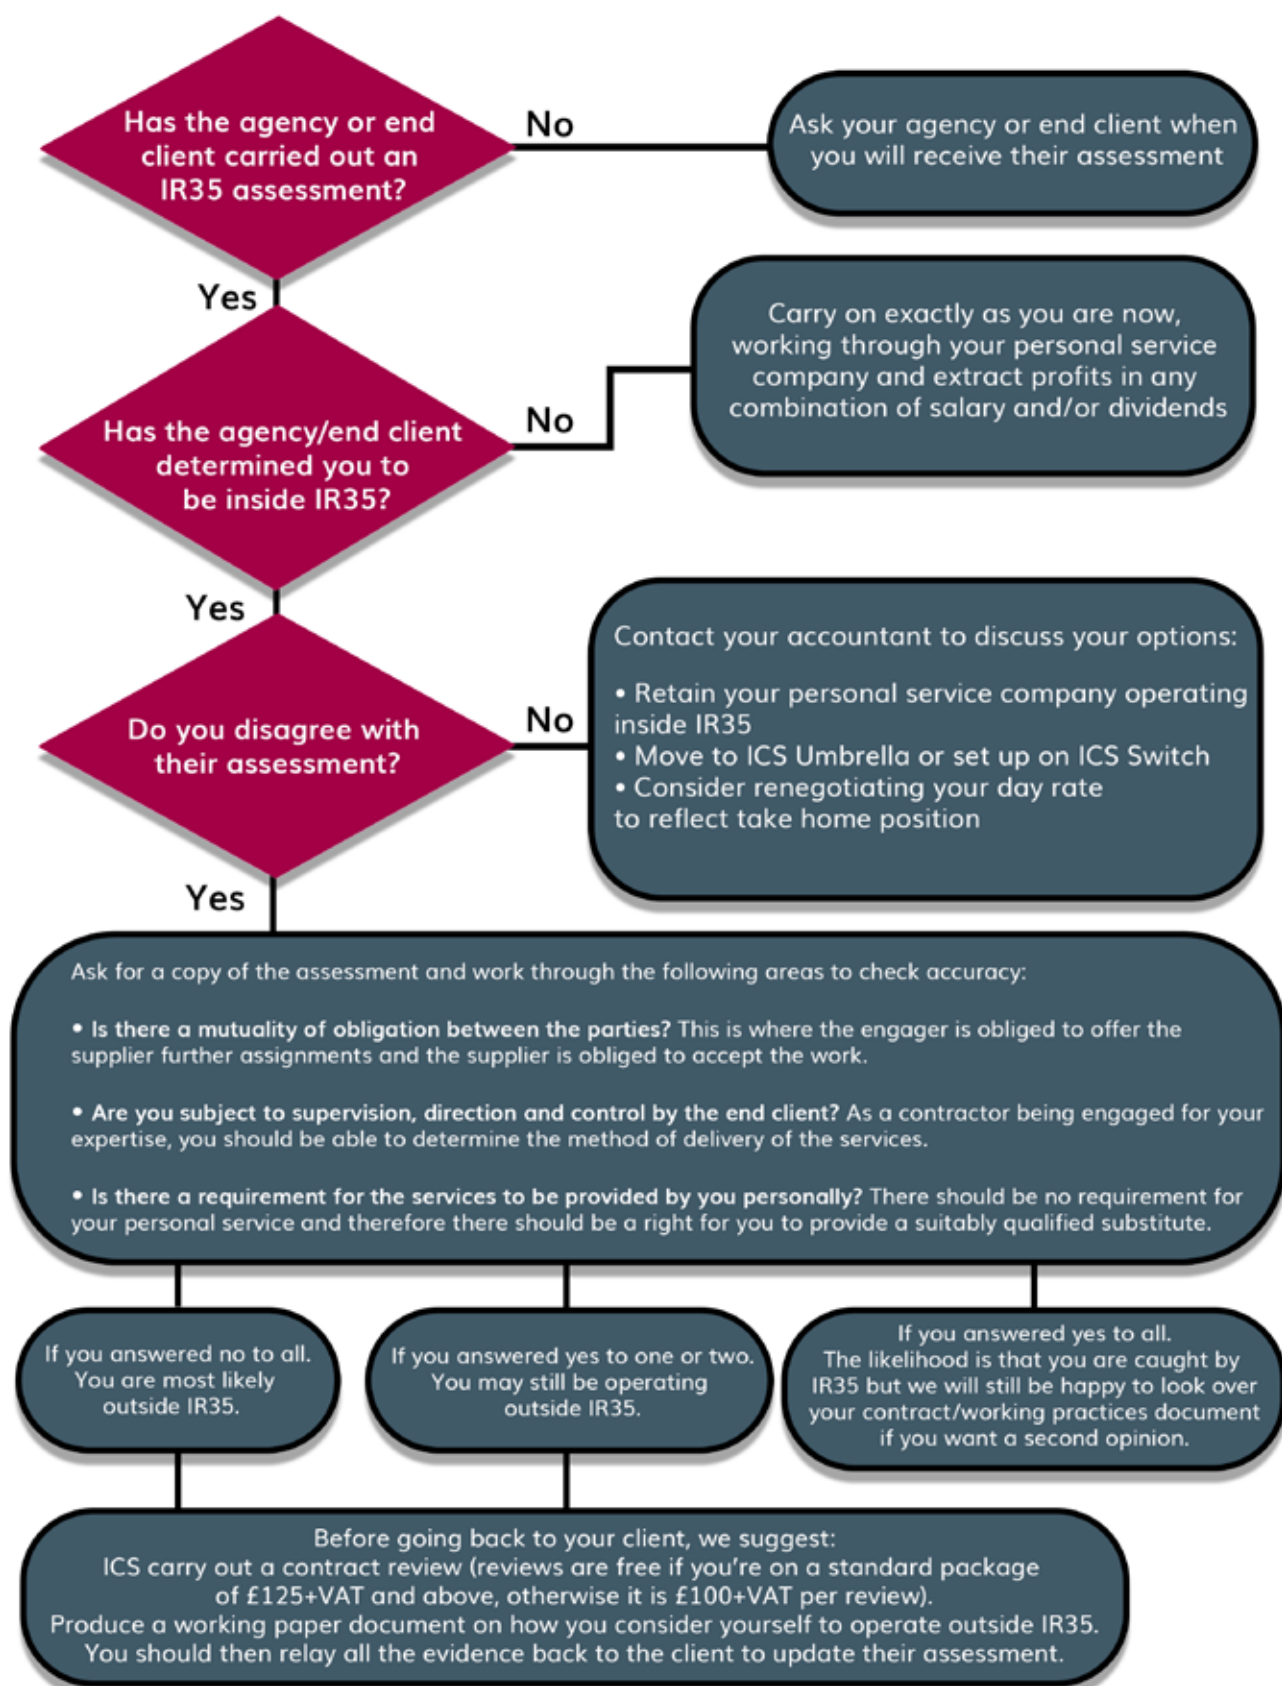 Has the agency or end
client carried out an
IR35 assessment?
No
Ask your agency or end client when
you will receive their assessment
Yes
Has the agency/end client
determined you to
be inside IR35?
No
Carry on exactly as you are now,
working through your personal service
company and extract profits in any
combination of salary and/or dividends
Yes
Do you disagree with
their assessment?
No
Contact your accountant to discuss your options:
• Retain your personal service company operating
inside IR35
• Move to ICS Umbrella or set up on ICS Switch
• Consider renegotiating your day rate
to reflect take home position
Yes
Ask for a copy of the assessment and work through the following areas to check accuracy:
• Is there a mutuality of obligation between the parties? This is where the engager is obliged to offer the
supplier further assignments and the supplier is obliged to accept the work.
• Are you subject to supervision, direction and control by the end client? As a contractor being engaged for your
expertise, you should be able to determine the method of delivery of the services.
• Is there a requirement for the services to be provided by you personally? There should be no requirement for
your personal service and therefore there should be a right for you to provide a suitably qualified substitute.
If you answered no to all.
You are most likely
outside IR35.
If you answered yes to one or two.
You may still be operating
outside IR35.
If you answered yes to all.
The likelihood is that you are caught by
IR35 but we will still be happy to look over
your contract/working practices document
if you want a second opinion.
Before going back to your client, we suggest:
ICS carry out a contract review (reviews are free if you're on a standard package
of £125+VAT and above, otherwise it is £100+VAT per review).
Produce a working paper document on how you consider yourself to operate outside IR35.
You should then relay all the evidence back to the client to update their assessment.